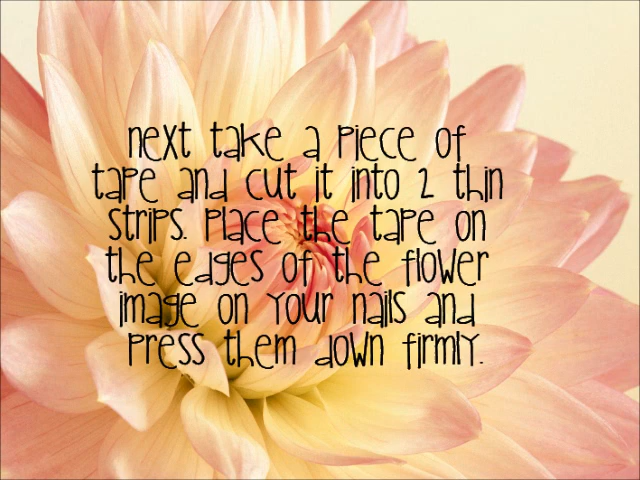 Next take a piece of
tape and cut it into 2 thin
strips. Place the tape on
the edges of the flower
image on your nails and
press them down firmly.